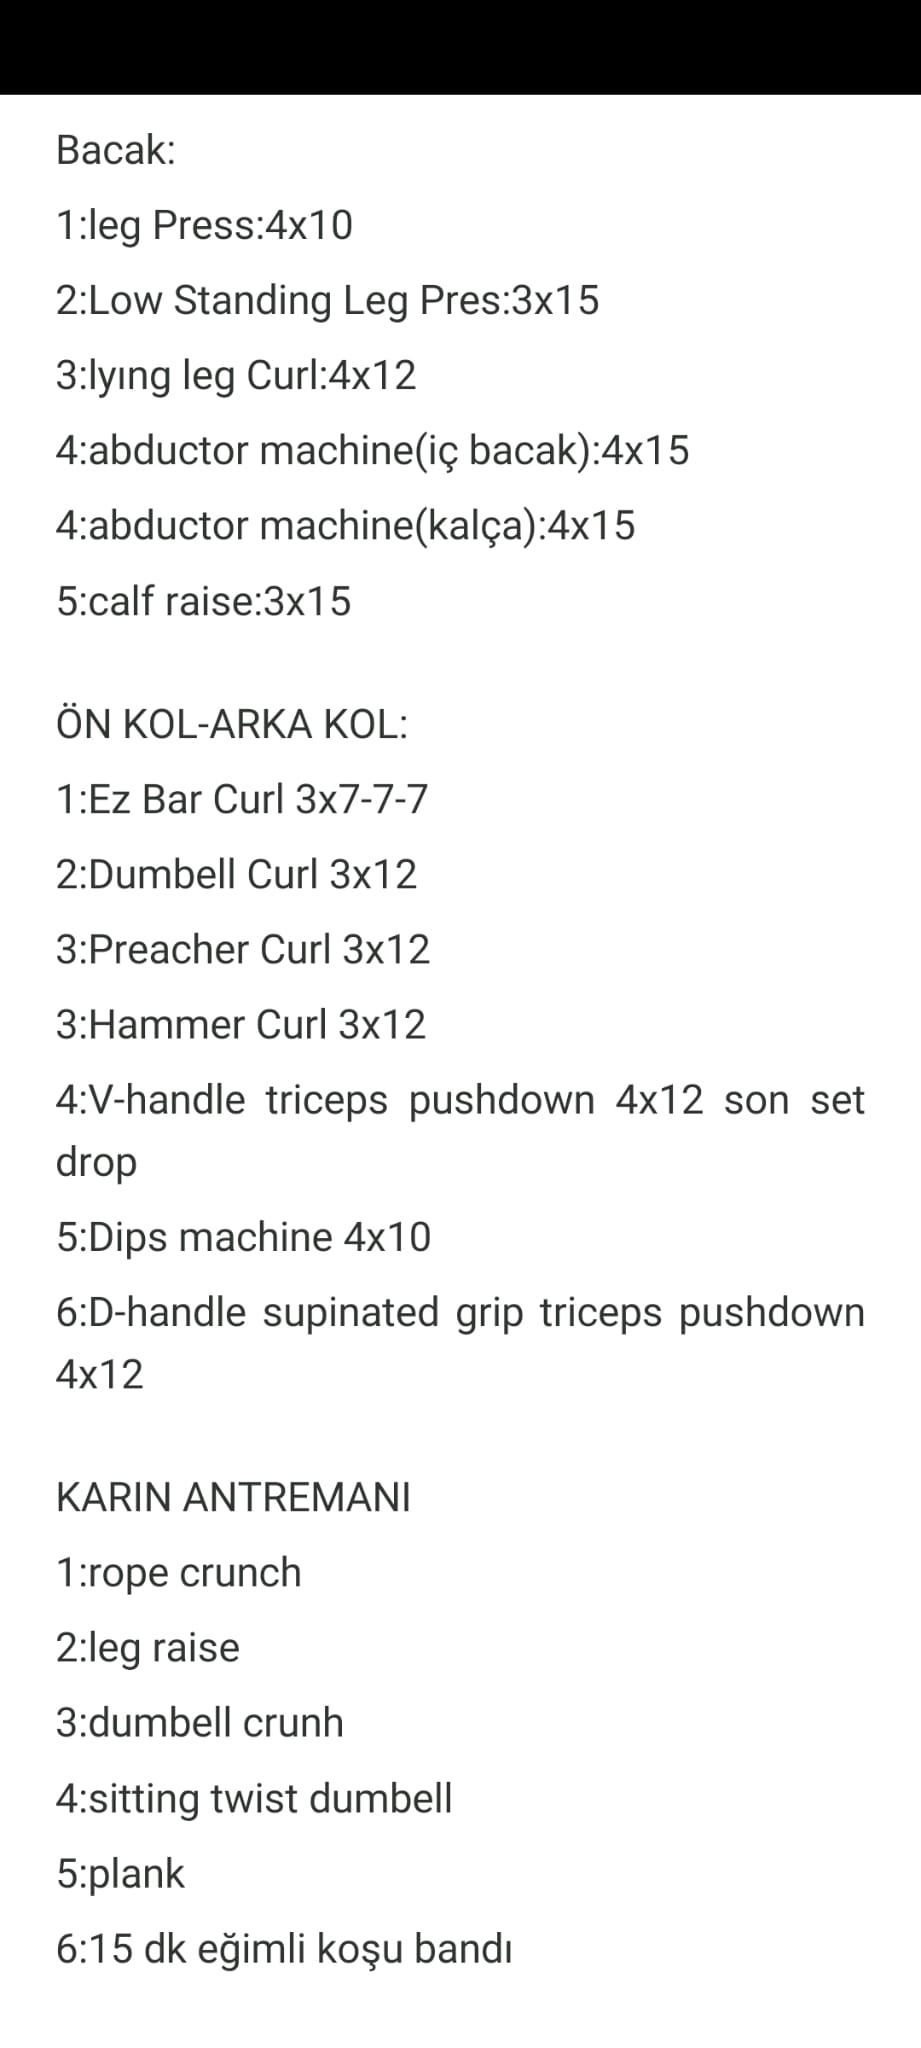 Bacak:
1:leg Press:4x10
2:Low Standing Leg Pres:3x15
3:lyıng leg Curl:4x12
4:abductor machine(iç bacak):4x15
4:abductor machine(kalça):4x15
5:calf raise:3x15
ÖN KOL-ARKA KOL:
1:Ez Bar Curl 3x7-7-7
2:Dumbell Curl 3x12
3:Preacher Curl 3x12
3:Hammer Curl 3x12
4:V-handle triceps pushdown 4x12 son set
drop
5:Dips machine 4x10
6:D-handle supinated grip triceps pushdown
4x12
KARIN ANTREMANI
1:rope crunch
2:leg raise
3:dumbell crunh
4:sitting twist dumbell
5:plank
6:15 dk eğimli koşu bandı